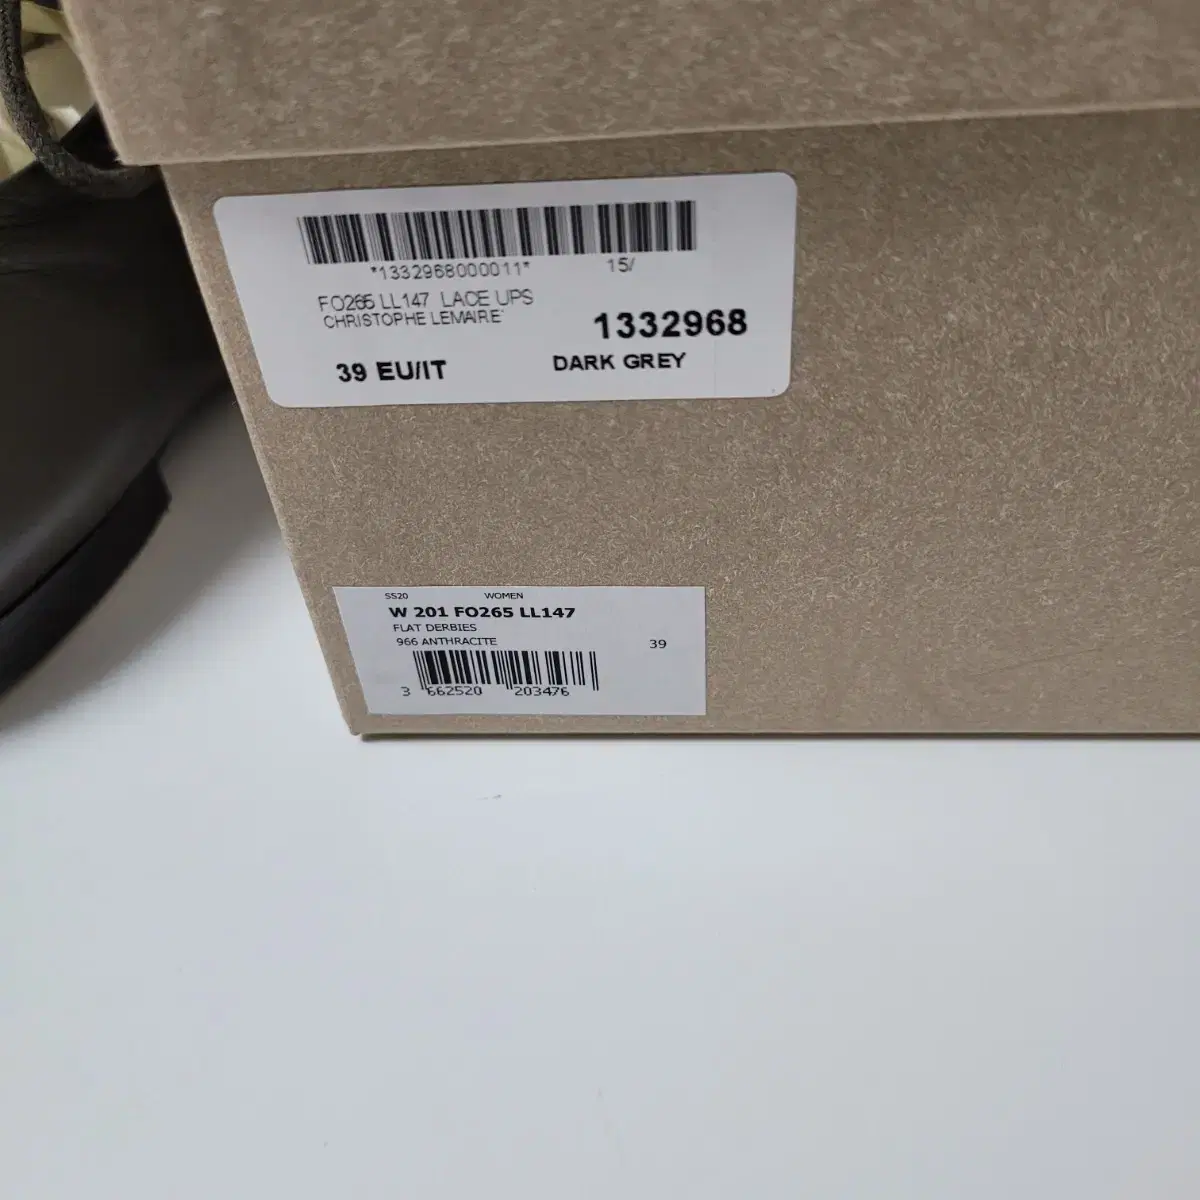 *1332968000011* 15/
FO265 LL147 LACE UPS
CHRISTOPHE LEMAIRE
1332968
39 EU/IT DARK GREY
SS20 WOMEN
W 201 FO265 LL147
FLAT DERBIES
966 ANTHRACITE 39
3 662520 203476